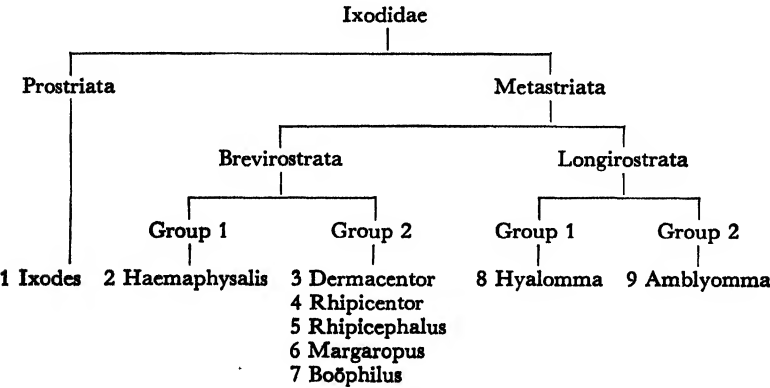 Ixodidae
Prostriata Metastriata
Brevirostrata Longirostrata
Group 1 Group 2 Group 1 Group 2
1 Ixodes 2 Haemaphysalis 3 Dermacentor 8 Hyalomma 9 Amblyomma
4 Rhipicentor
5 Rhipicephalus
6 Margaropus
7 Boöphilus